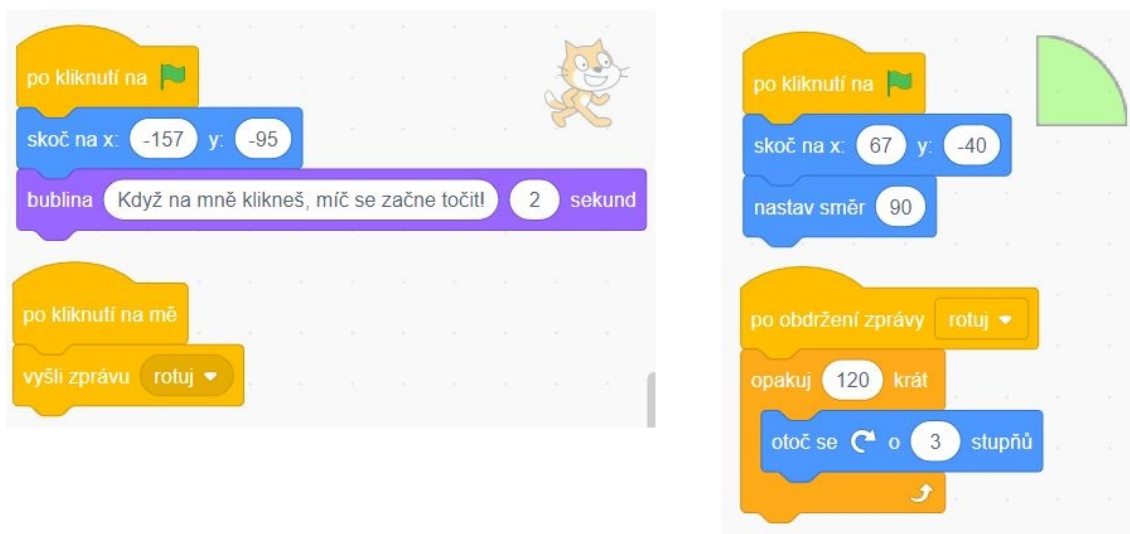 po kliknutí na
skoč na x: -157 y: -95
bublina Když na mně klikneš, míč se začne točit! 2 sekund
po kliknutí na mě
vyšli zprávu rotuj
po kliknutí na
skoč na x: 67 y: -40
nastav směr 90
po obdržení zprávy rotuj
opakuj 120 krát
otoč se o 3 stupňů